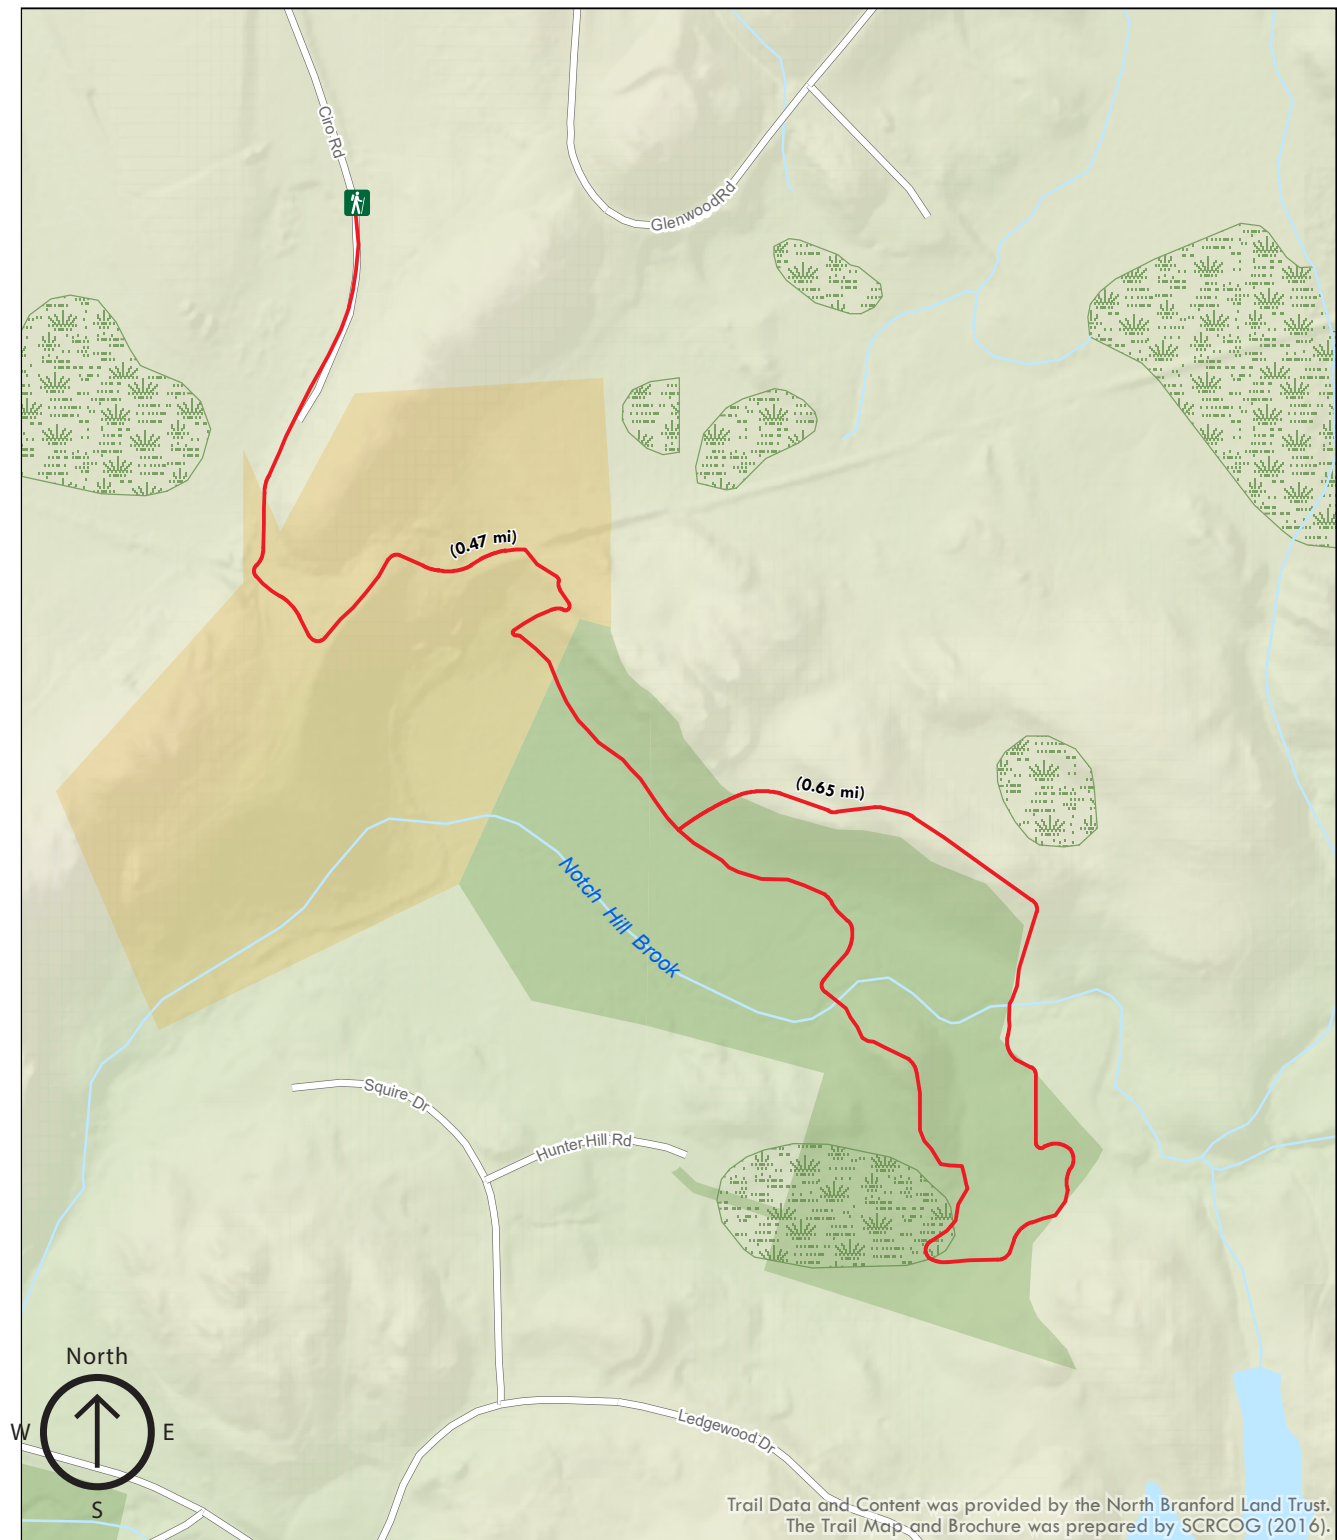 Ciro Rd
GlenwoodRd
(0.47 mi)
(0.65 mi)
Notch Hill Brook
Squire Dr
Hunter Hill Rd
North
W E
S
Ledgewood Dr
Trail Data and Content was provided by the North Branford Land Trust.
The Trail Map and Brochure was prepared by SCRCOG (2016).